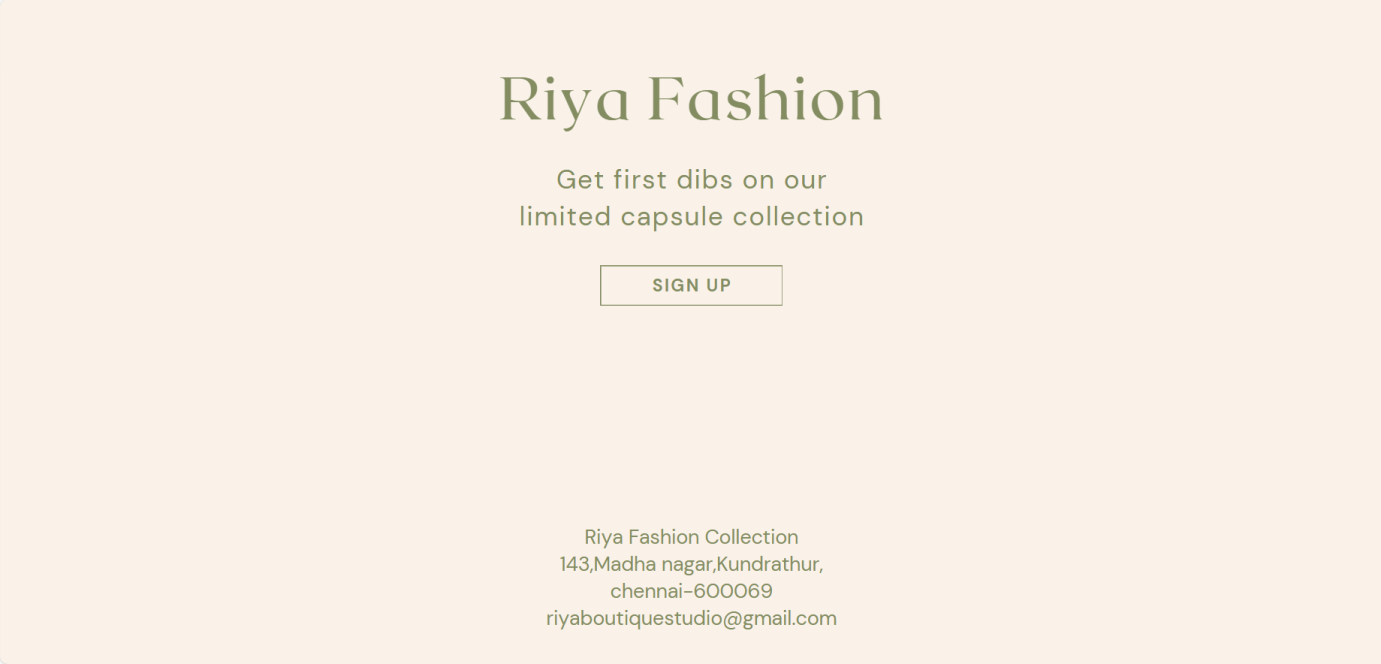 Riya Fashion
Get first dibs on our
limited capsule collection
SIGN UP
Riya Fashion Collection
143,Madha nagar,Kundrathur,
chennai-600069
riyaboutiquestudio@gmail.com